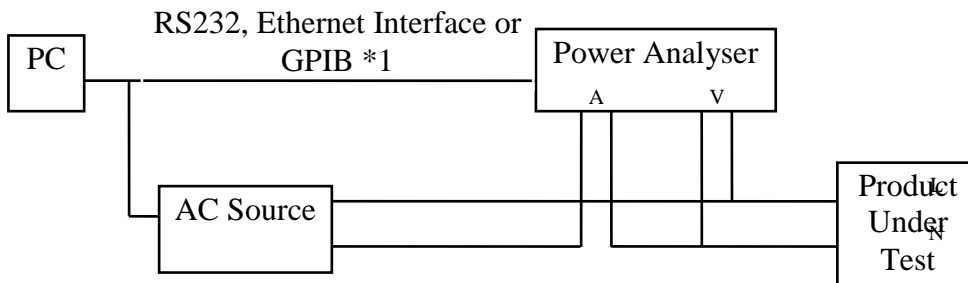 RS232, Ethernet Interface or
GPIB *1
PC
Power Analyser
A V
AC Source
Product
L
Under
N
Test